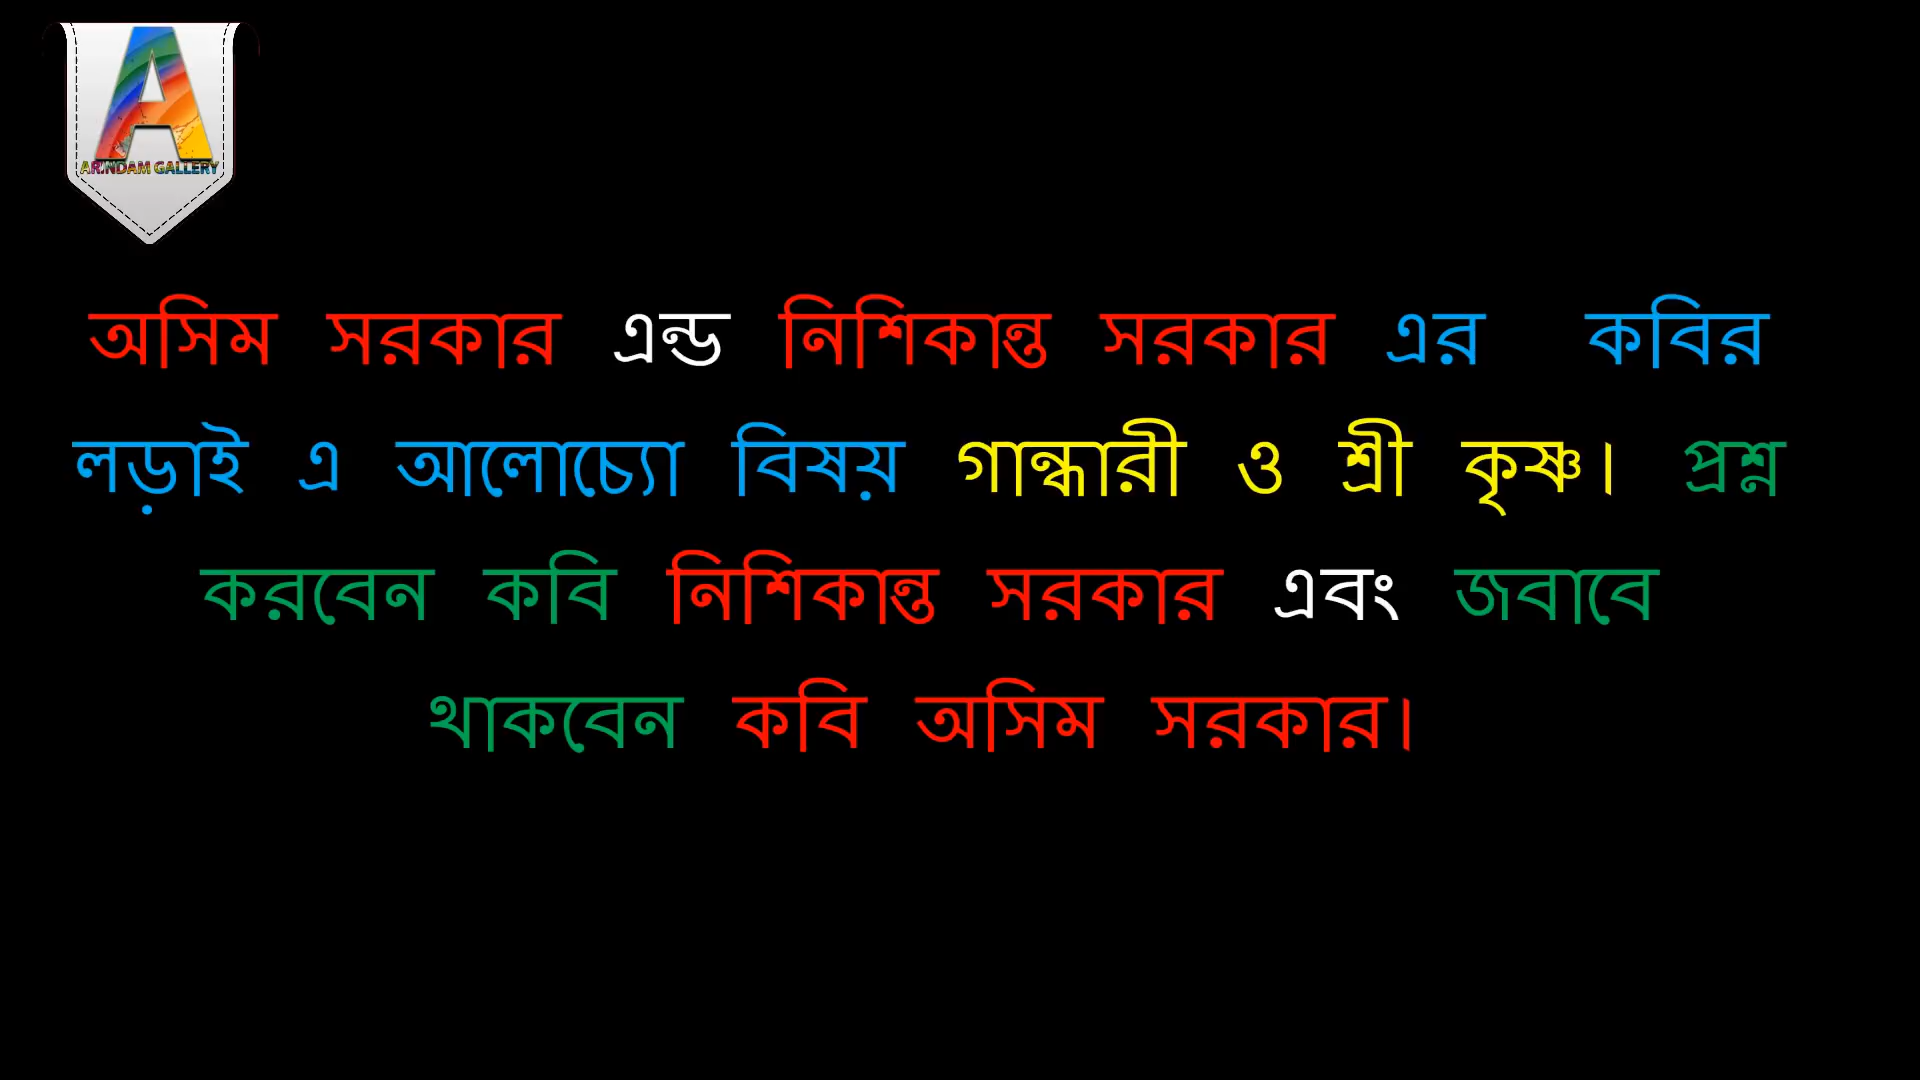 ARINDAM GALLERY
অসিম সরকার এন্ড নিশিকান্ত সরকার এর কবির
লড়াই এ আলোচ্যো বিষয় গান্ধারী ও শ্রী কৃষ্ণ। প্রশ্ন
করবেন কবি নিশিকান্ত সরকার এবং জবাবে
থাকবেন কবি অসিম সরকার।